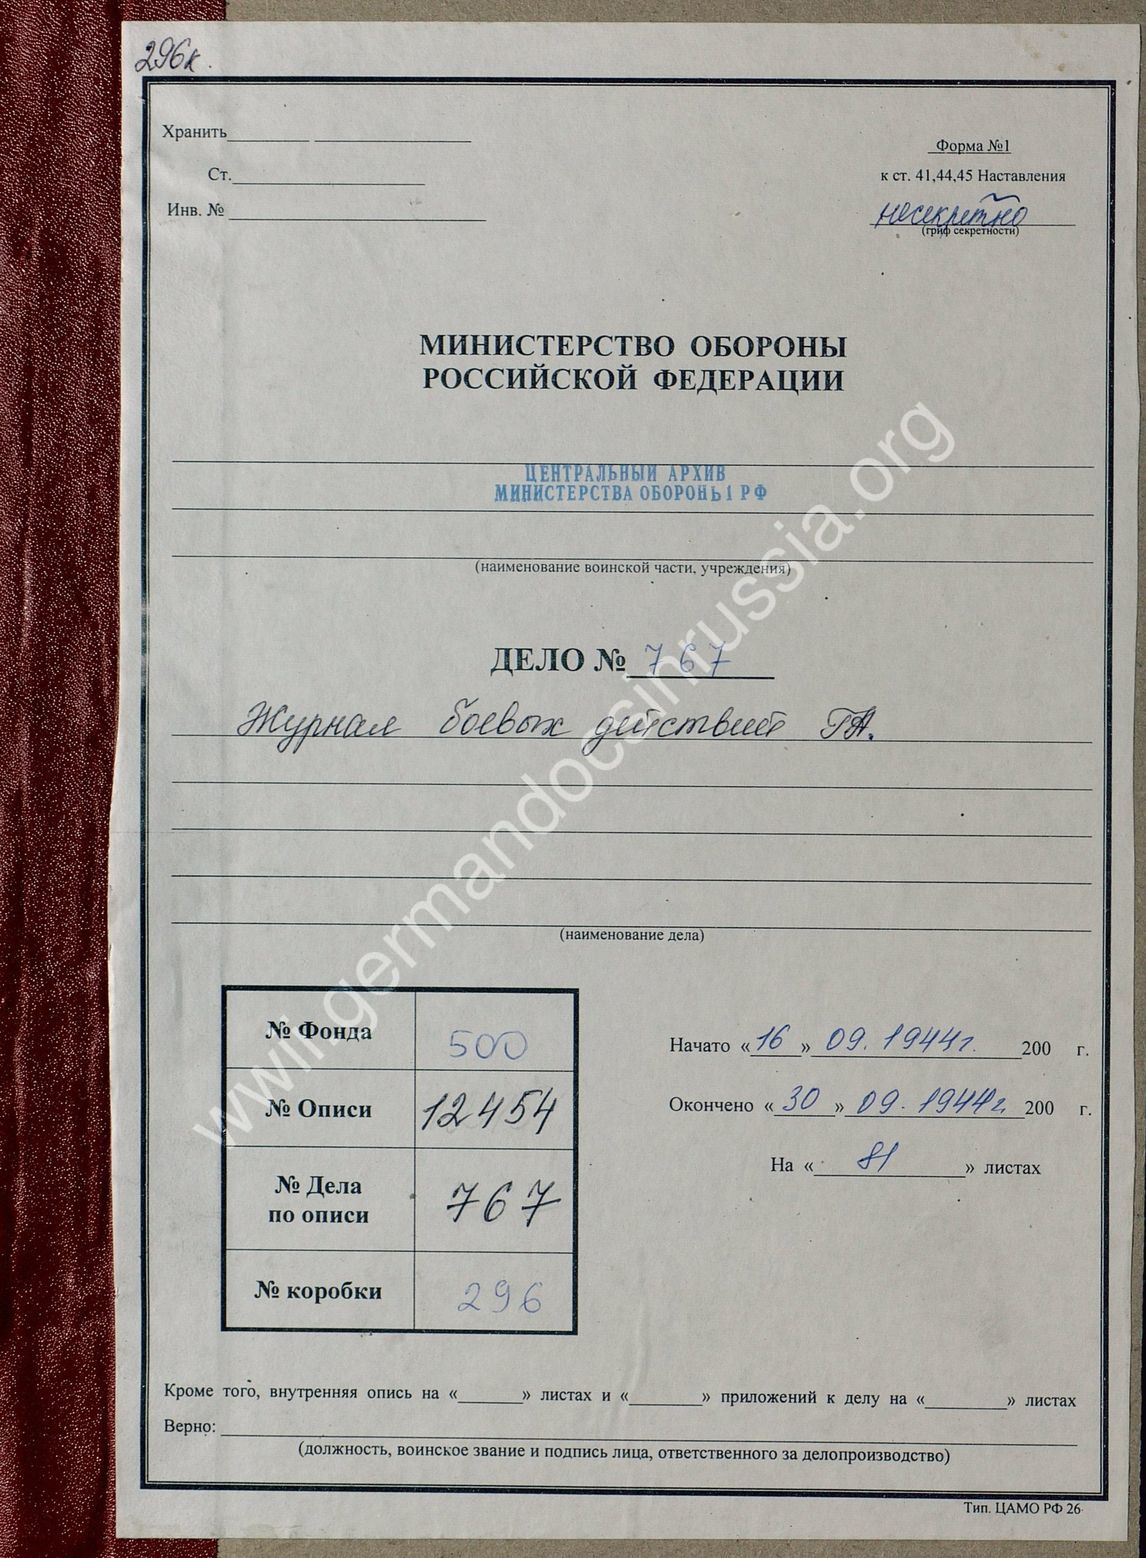 296к.
Хранить
Ст.
Инв. №
Форма №1
к ст. 41,44,45 Наставления
несекретно
(гриф секретности)
МИНИСТЕРСТВО ОБОРОНЫ
РОССИЙСКОЙ ФЕДЕРАЦИИ
ЦЕНТРАЛЬНЫЙ АРХИВ
МИНИСТЕРСТВА ОБОРОНЫ РФ
(наименование воинской части, учреждения)
ДЕЛО № 767
Журнал боевых действий ГА.
(наименование дела)
№ Фонда 500
№ Описи 12454
№ Дела
по описи 767
№ коробки 296
Начато «16» 09. 1944г. 200 г.
Окончено «30» 09. 1944г. 200 г.
На «81» листах
Кроме того, внутренняя опись на « » листах и « » приложений к делу на « » листах
Верно:
(должность, воинское звание и подпись лица, ответственного за делопроизводство)
Тип. ЦАМО РФ 26
wwii.germandocsinrussia.org